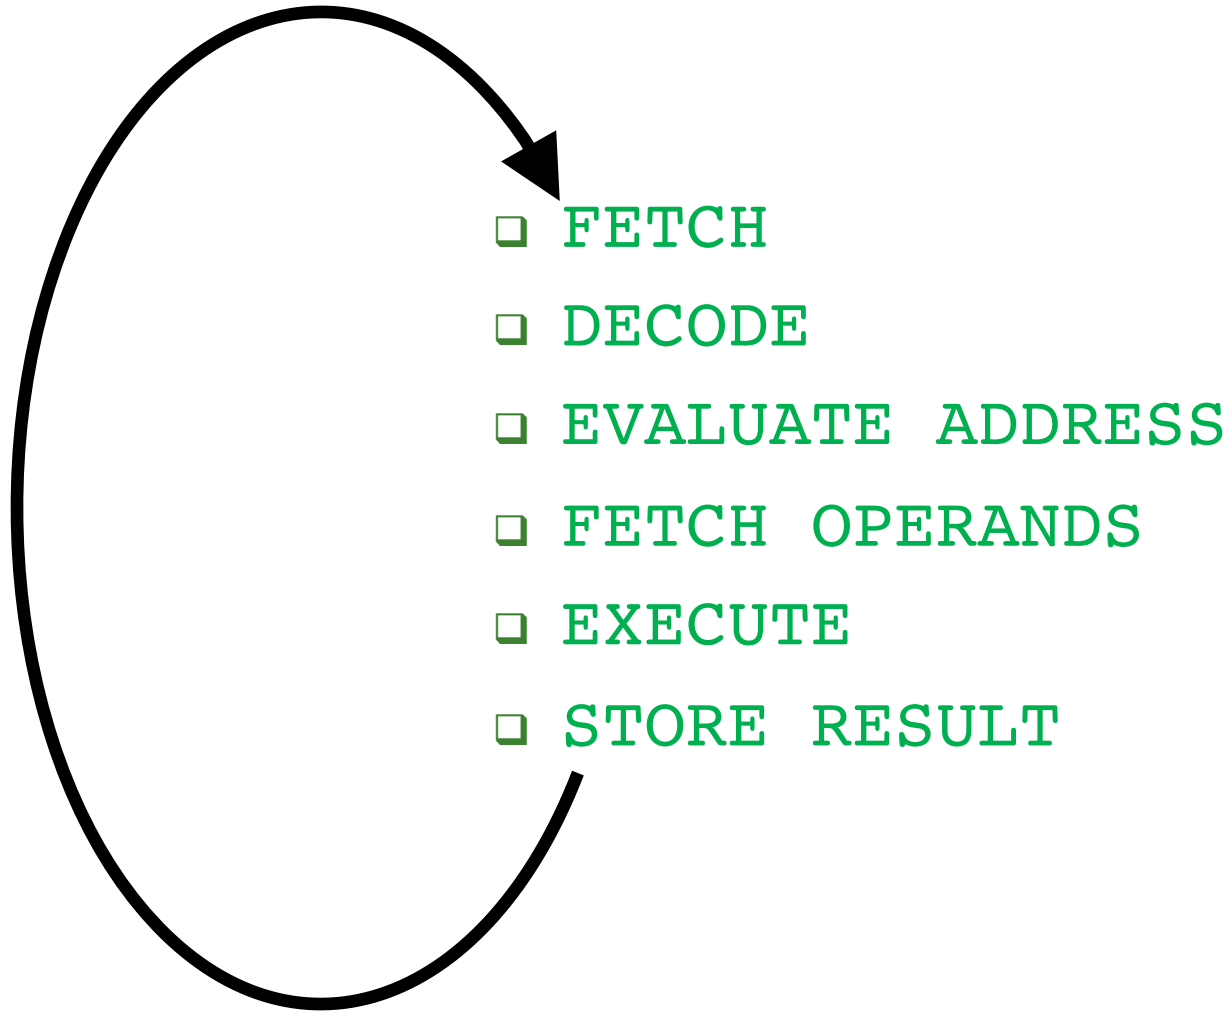 ❑ FETCH
❑ DECODE
❑ EVALUATE ADDRESS
❑ FETCH OPERANDS
❑ EXECUTE
❑ STORE RESULT